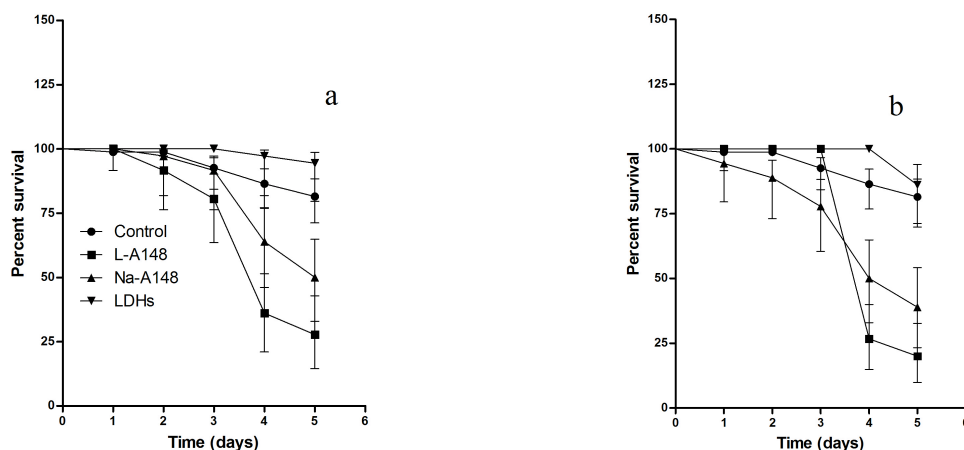 150
125
100
75
50
25
0
Percent survival
a
Control
L-A148
Na-A148
LDHs
0 1 2 3 4 5 6
Time (days)
150
125
100
75
50
25
0
Percent survival
b
0 1 2 3 4 5 6
Time (days)